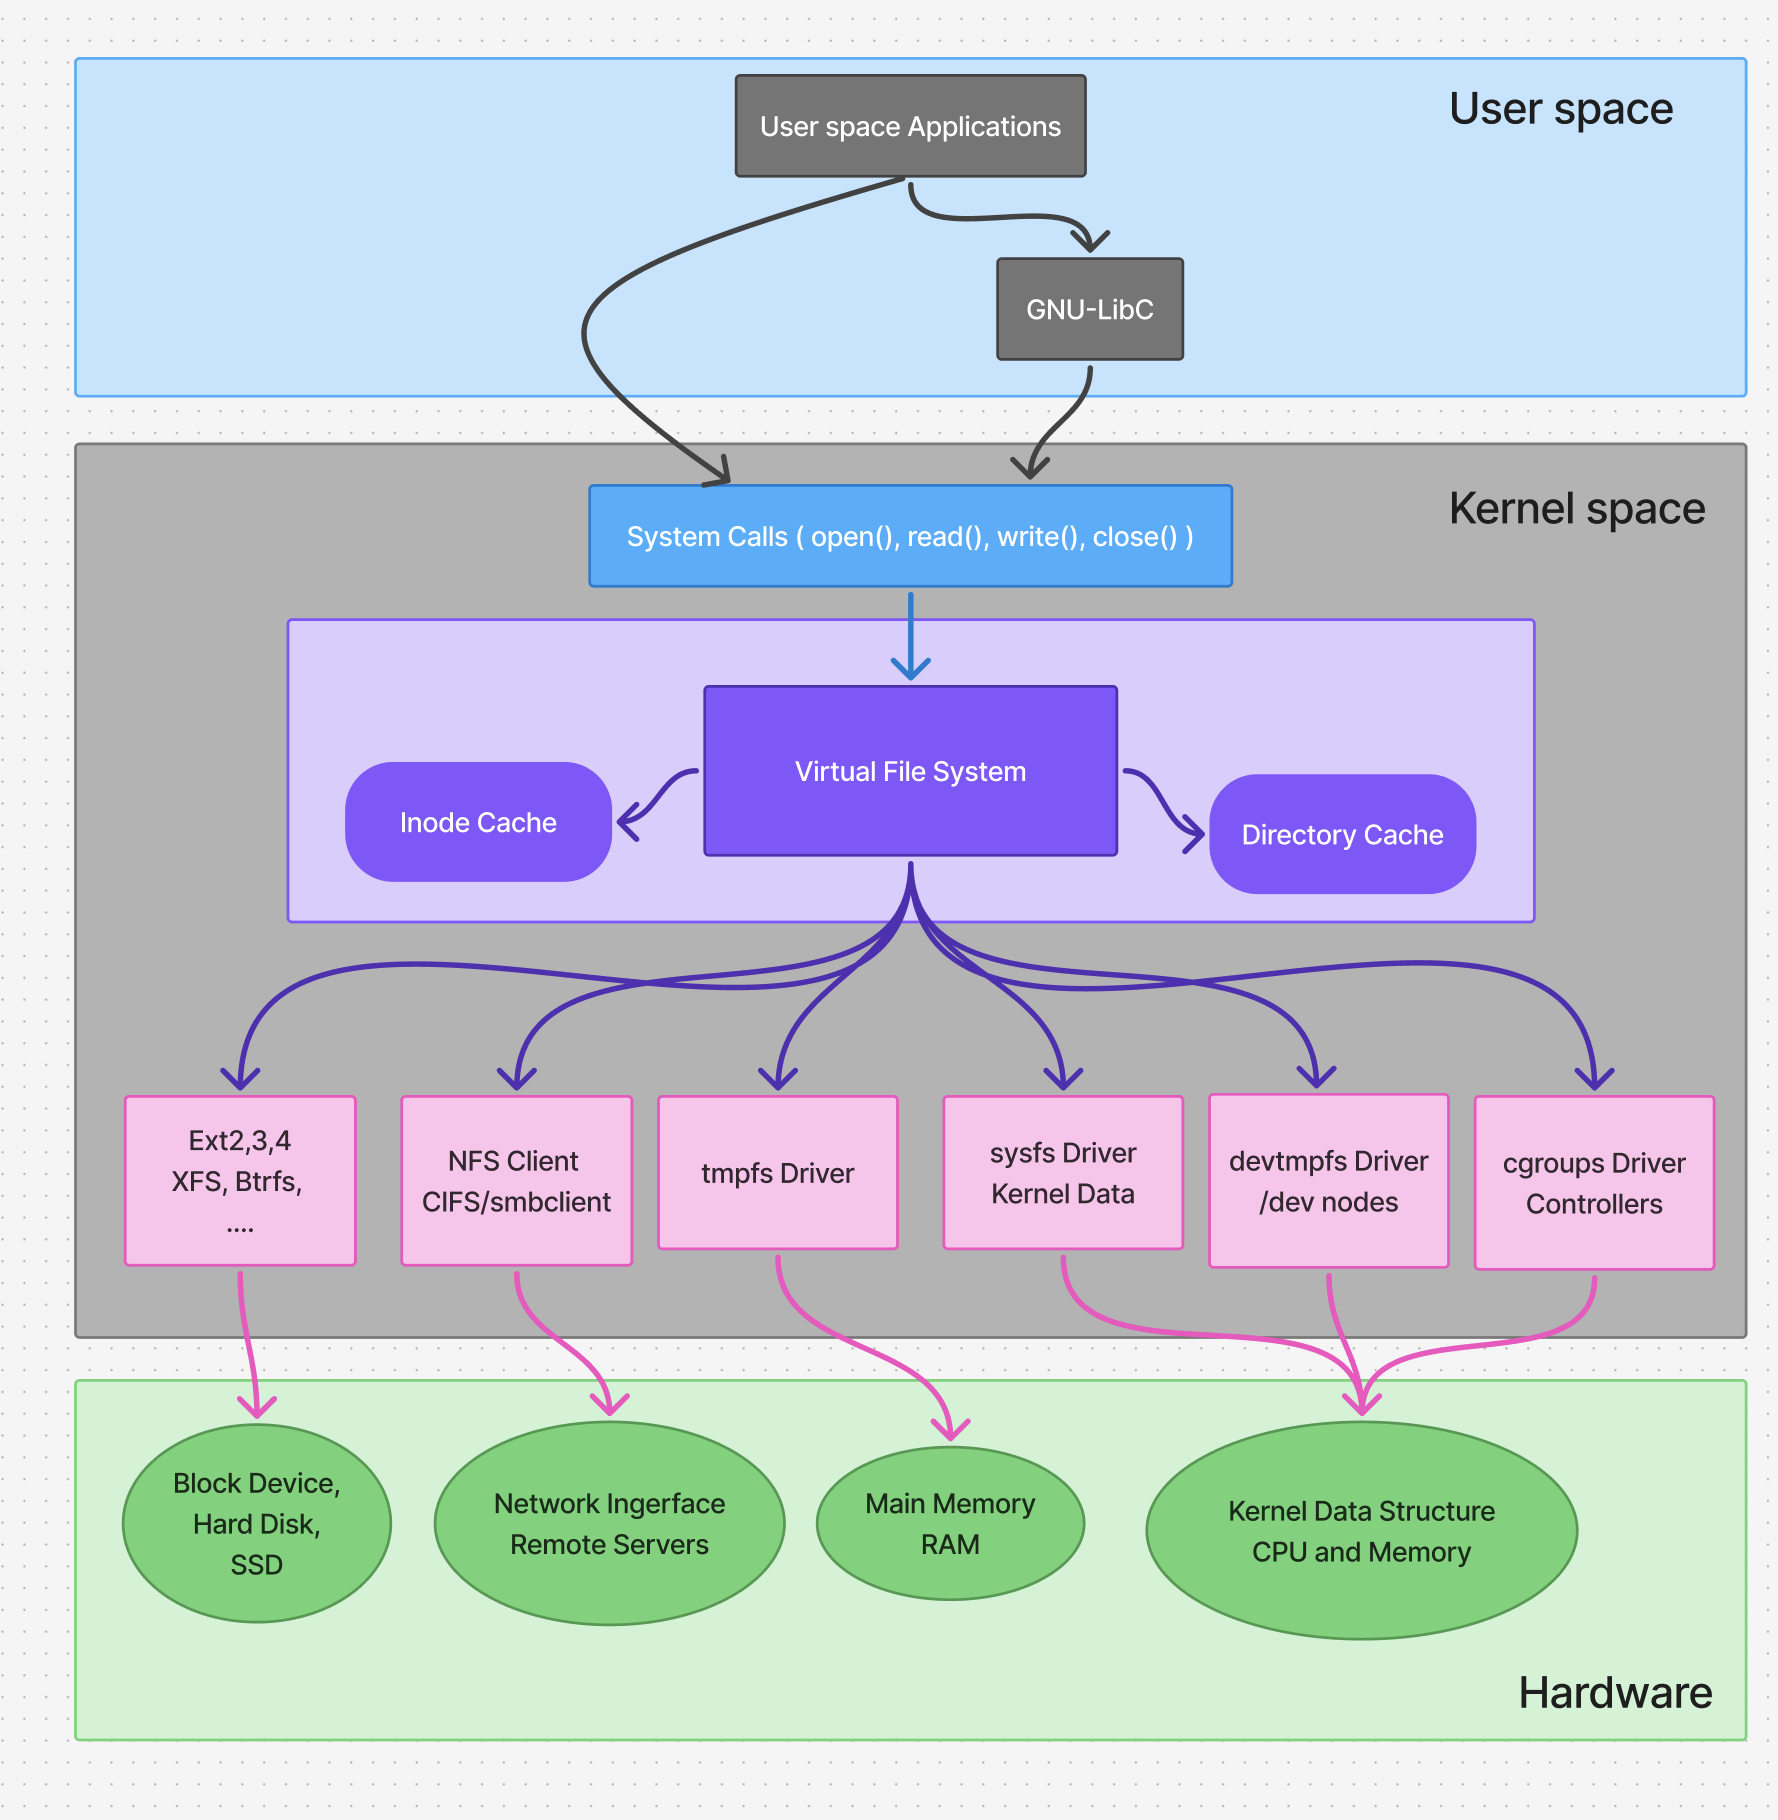 User space
User space Applications
GNU-LibC
Kernel space
System Calls ( open(), read(), write(), close() )
Virtual File System
Inode Cache
Directory Cache
Ext2,3,4
XFS, Btrfs,
....
NFS Client
CIFS/smbclient
tmpfs Driver
sysfs Driver
Kernel Data
devtmpfs Driver
/dev nodes
cgroups Driver
Controllers
Block Device,
Hard Disk,
SSD
Network Ingerface
Remote Servers
Main Memory
RAM
Kernel Data Structure
CPU and Memory
Hardware